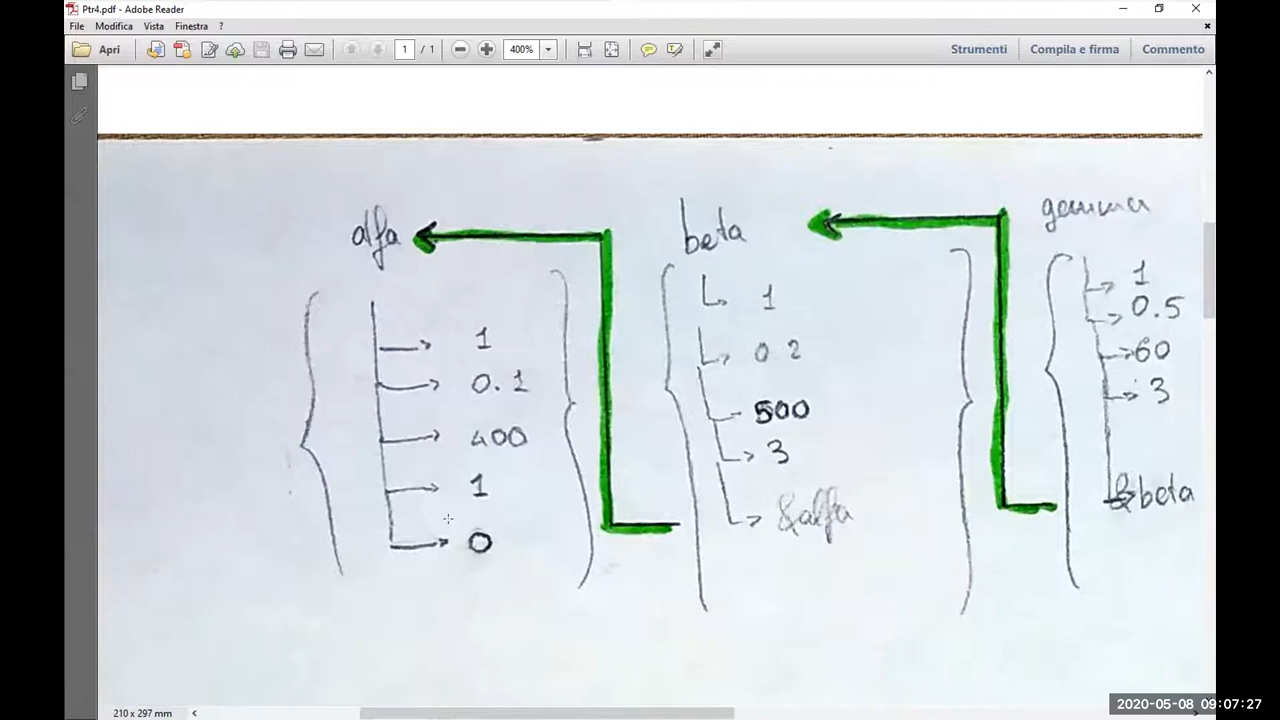 Ptr4.pdf - Adobe Reader
File Modifica Vista Finestra ?
Apri 1 / 1 400% Strumenti Compila e firma Commento
alfa
1
0.1
400
1
0
beta
1
0 2
500
3
&alfa
gamma
1
0.5
60
3
&beta
210 x 297 mm
2020-05-08 09:07:27